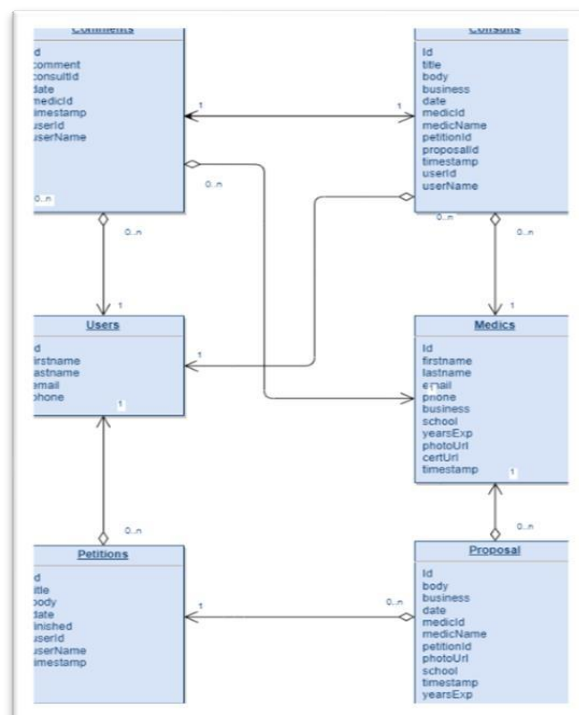 Comments
d
comment
consultId
date
medicId
timestamp
userId
userName
0..n
0..n
0..n
1
1
Consults
Id
title
body
business
date
medicId
medicName
petitionId
proposalId
timestamp
userId
userName
0..n
0..n
1
1
1
Users
d
firstname
lastname
email
phone
1
Medics
Id
firstname
lastname
email
phone
business
school
yearsExp
photoUrl
certUrl
timestamp
1
0..n
0..n
Petitions
d
title
body
date
finished
userId
userName
timestamp
1
0..n
Proposal
Id
body
business
date
medicId
medicName
petitionId
photoUrl
school
timestamp
yearsExp